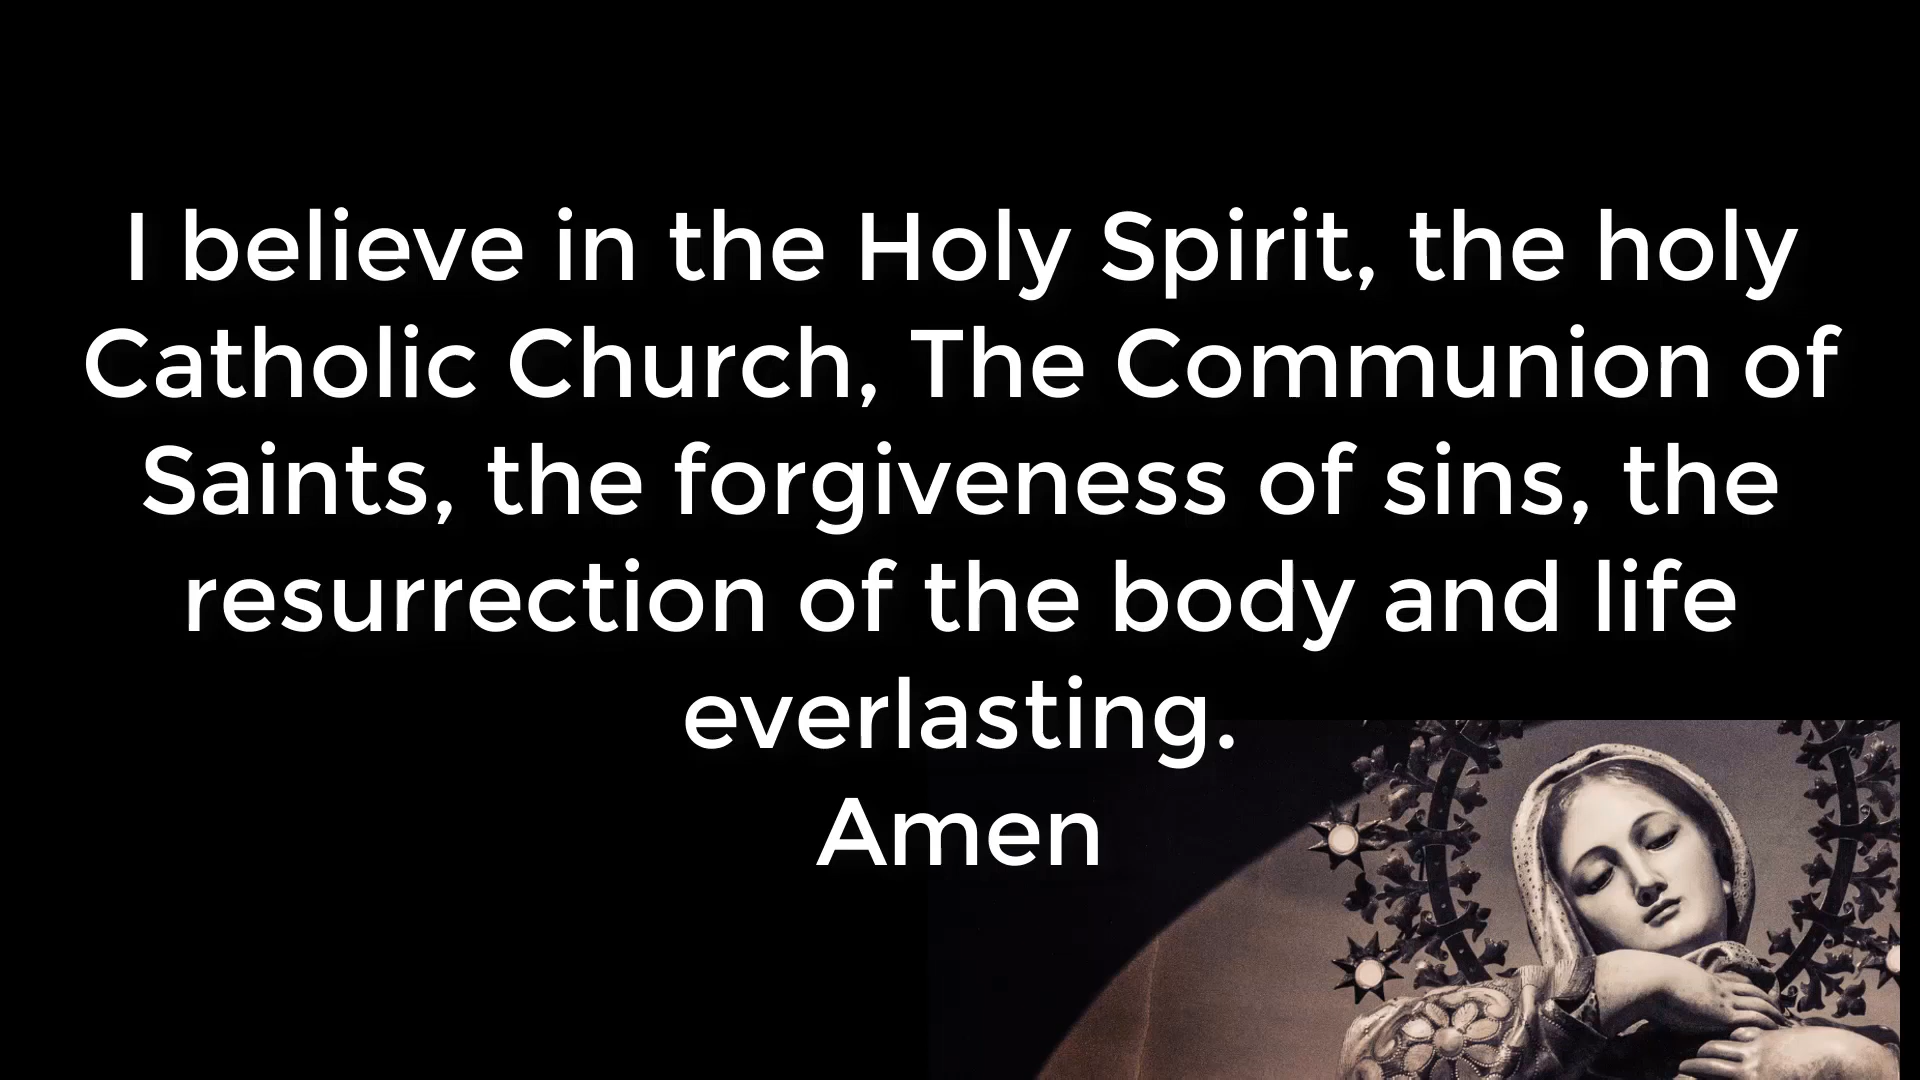 I believe in the Holy Spirit, the holy
Catholic Church, The Communion of
Saints, the forgiveness of sins, the
resurrection of the body and life
everlasting.
Amen